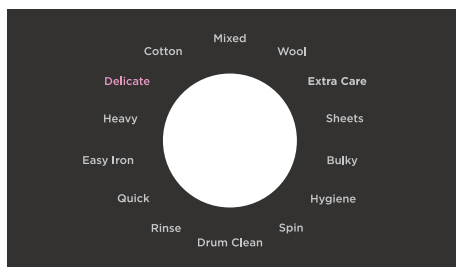 Mixed
Cotton
Wool
Delicate
Extra Care
Heavy
Sheets
Easy Iron
Bulky
Quick
Hygiene
Rinse
Spin
Drum Clean